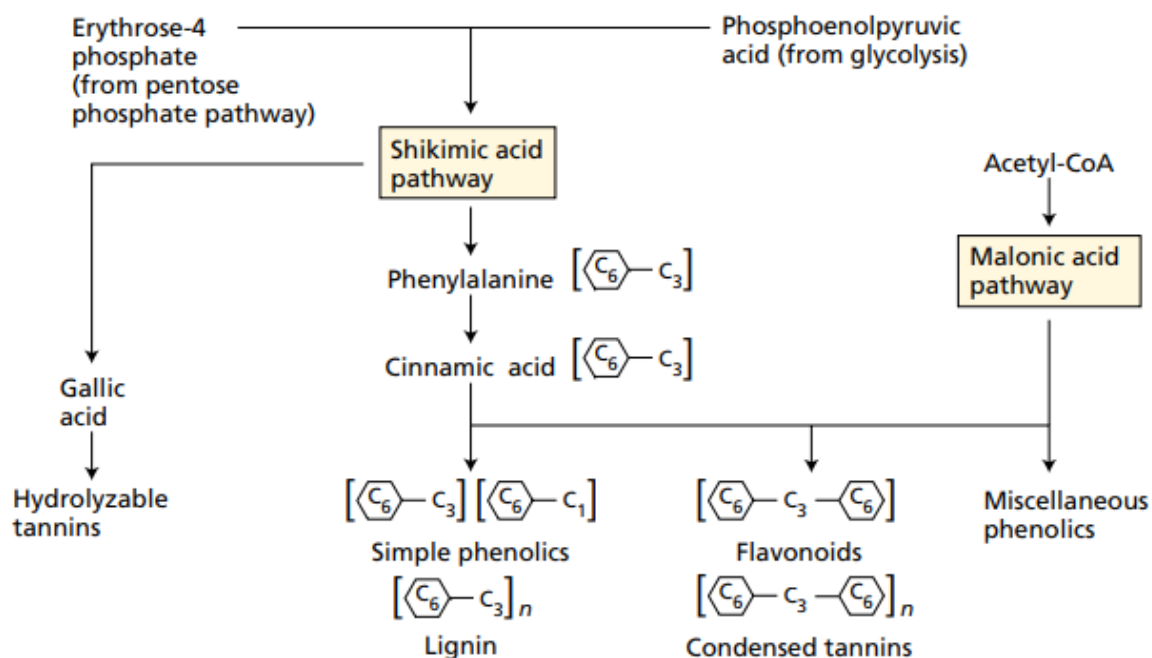 Erythrose-4
phosphate
(from pentose
phosphate pathway)
Phosphoenolpyruvic
acid (from glycolysis)
Shikimic acid
pathway
Acetyl-CoA
Malonic acid
pathway
Phenylalanine [C6 — C3]
Cinnamic acid [C6 — C3]
Gallic
acid
Hydrolyzable
tannins
[C6 — C3] [C6 — C1]
Simple phenolics
[C6 — C3]n
Lignin
[C6 — C3 — C6]
Flavonoids
[C6 — C3 — C6]n
Condensed tannins
Miscellaneous
phenolics